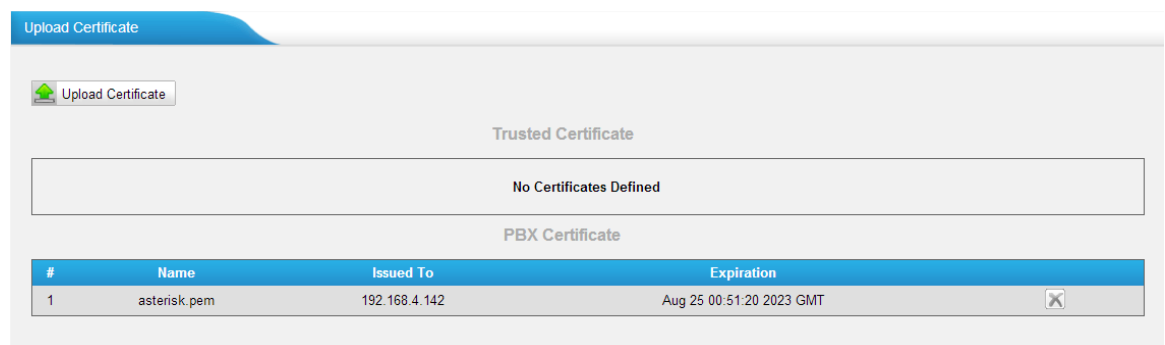 Upload Certificate
Upload Certificate
Trusted Certificate
No Certificates Defined
PBX Certificate
# Name Issued To Expiration
1 asterisk.pem 192.168.4.142 Aug 25 00:51:20 2023 GMT